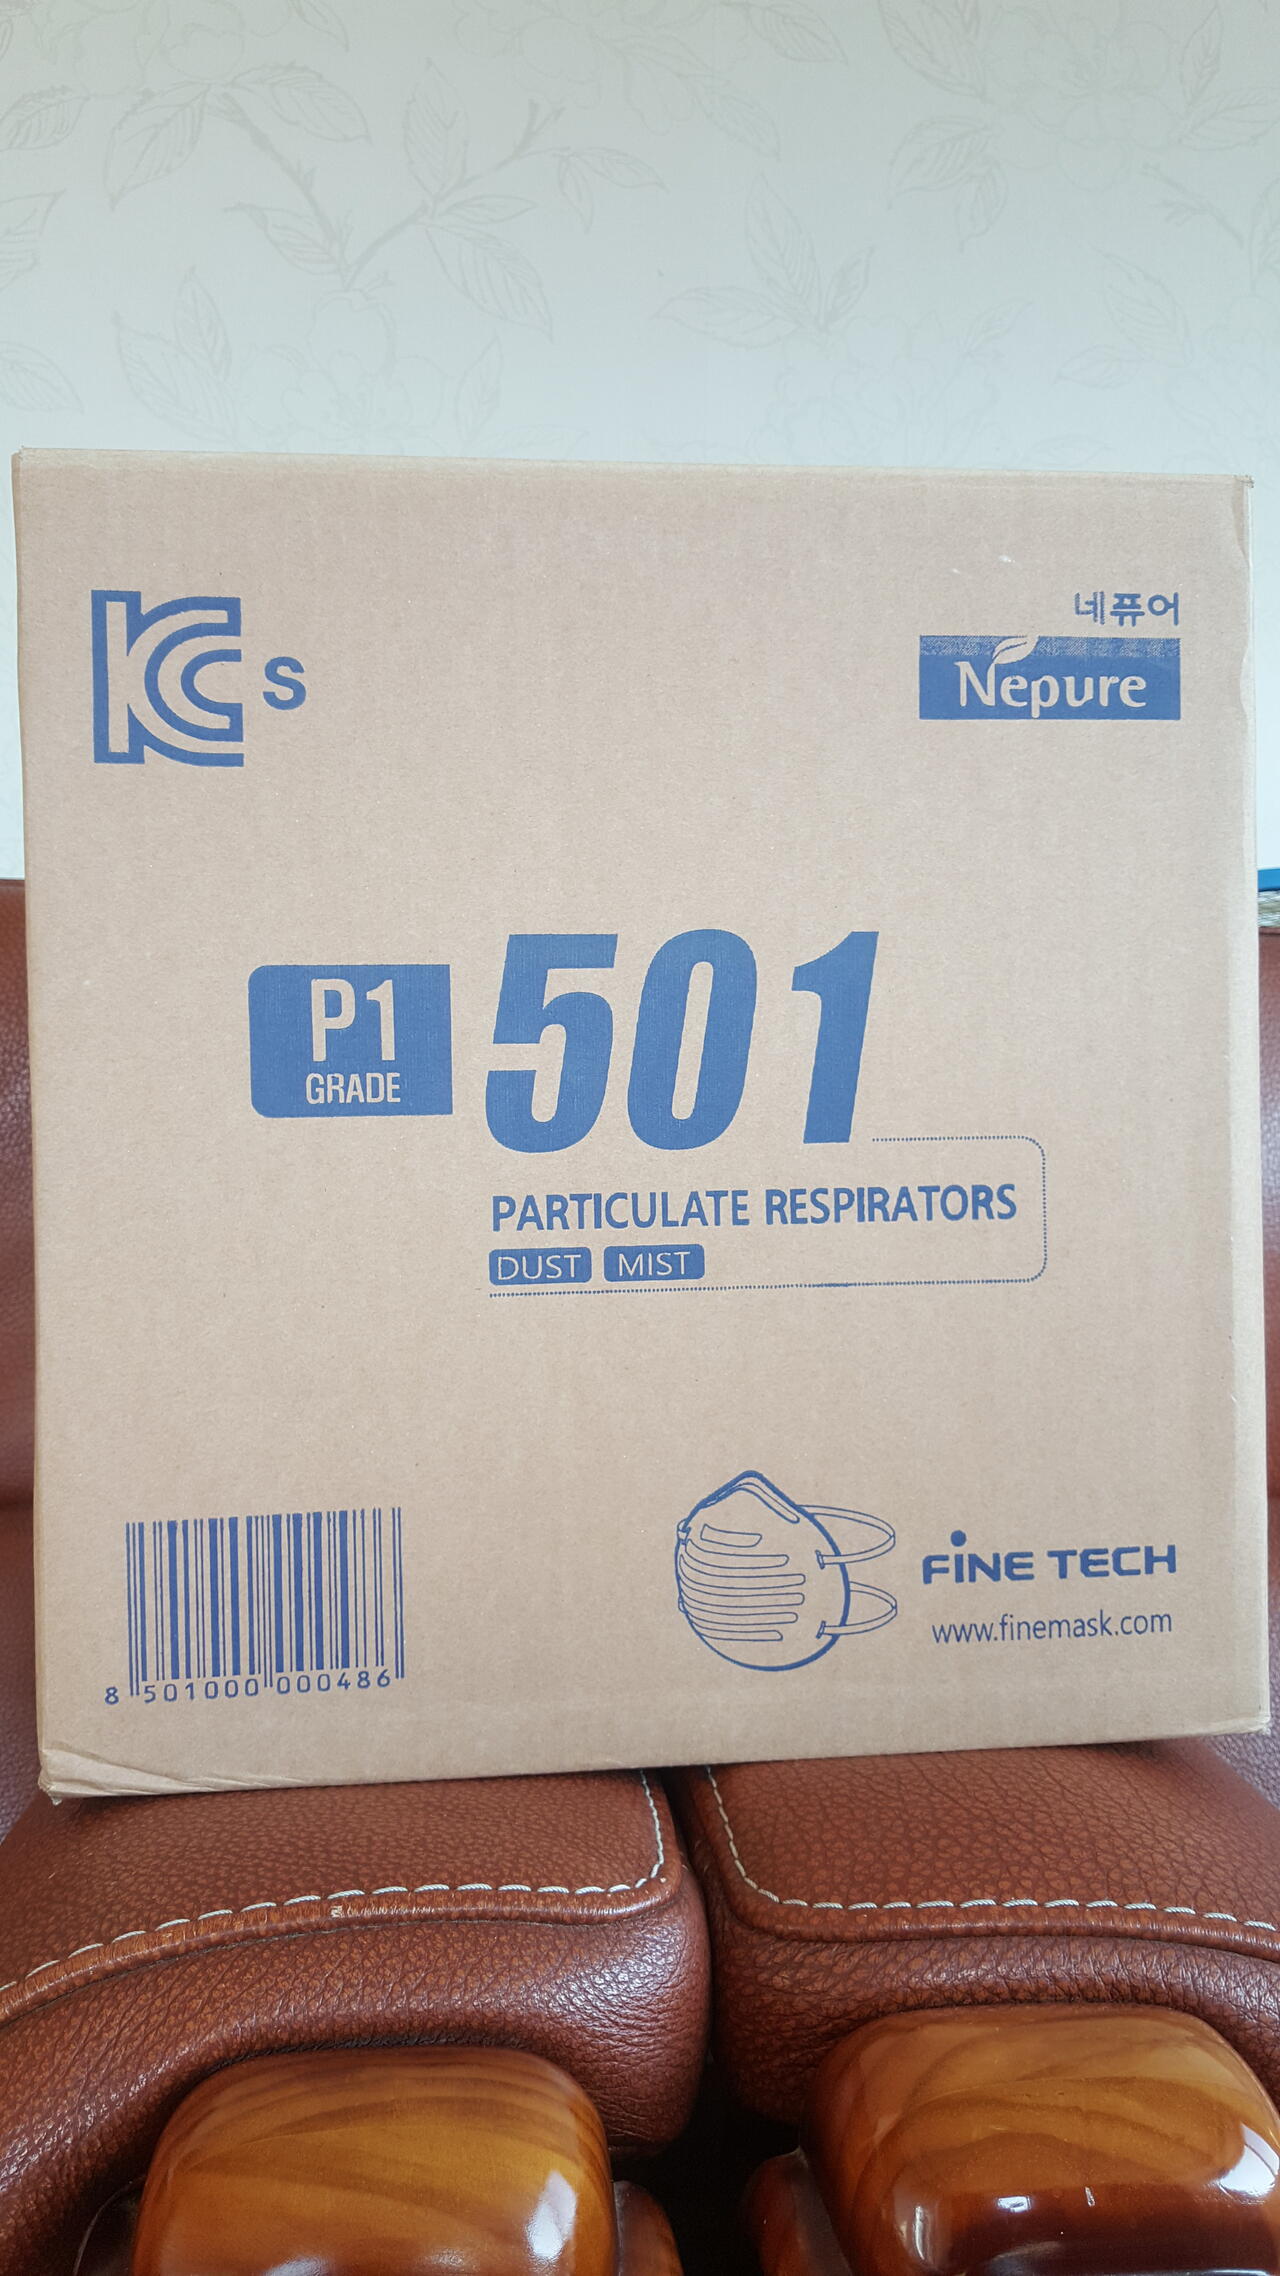 KC s
네퓨어
Nepure
P1
GRADE
501
PARTICULATE RESPIRATORS
DUST MIST
FINE TECH
www.finemask.com
8 501000 000486